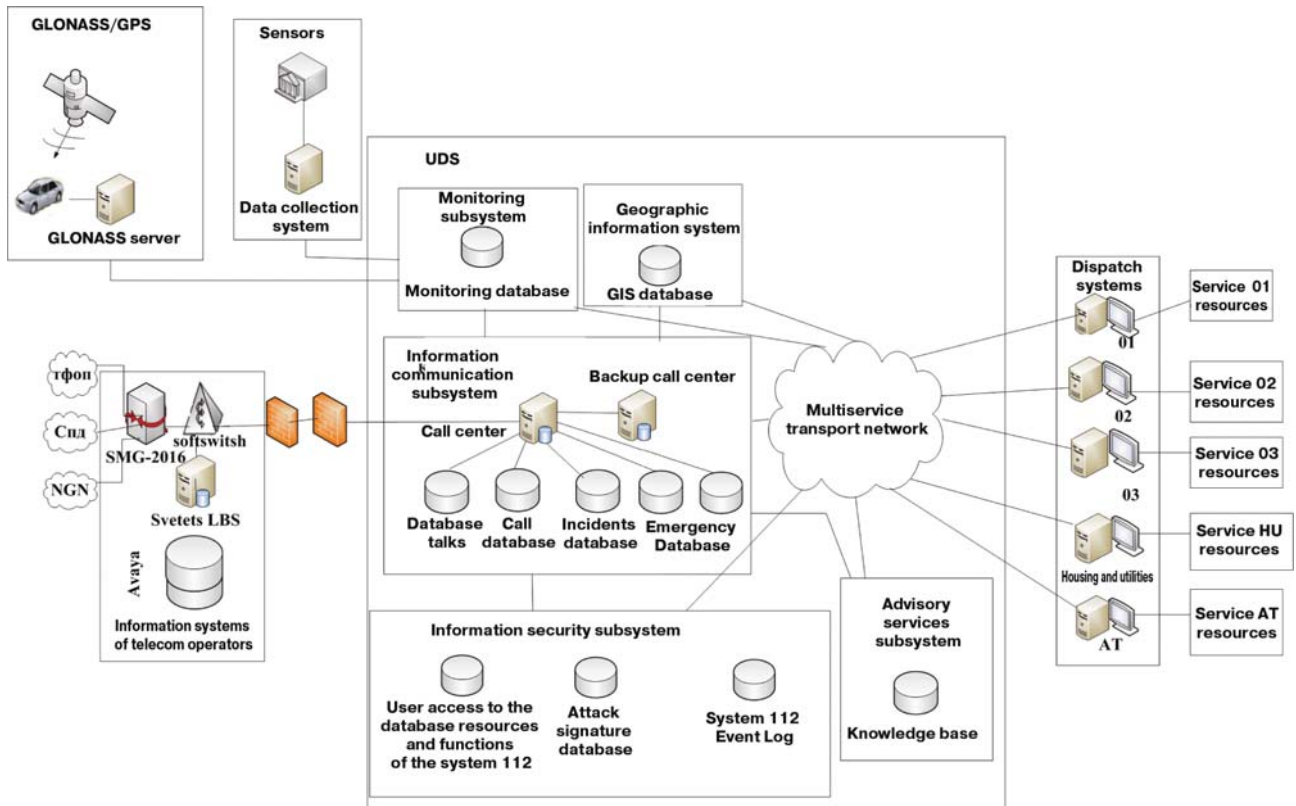 GLONASS/GPS
GLONASS server
Sensors
Data collection
system
UDS
Monitoring
subsystem
Monitoring database
Geographic
information system
GIS database
Information
communication
subsystem
Call center
Backup call center
Database
talks
Call
database
Incidents
database
Emergency
Database
тфоп
Спд
NGN
SMG-2016
softswitsh
Svetets LBS
Avaya
Information systems
of telecom operators
Multiservice
transport network
Information security subsystem
User access to the
database resources
and functions
of the system 112
Attack
signature
database
System 112
Event Log
Advisory
services
subsystem
Knowledge base
Dispatch
systems
01
02
03
Housing and utilities
AT
Service 01
resources
Service 02
resources
Service 03
resources
Service HU
resources
Service AT
resources